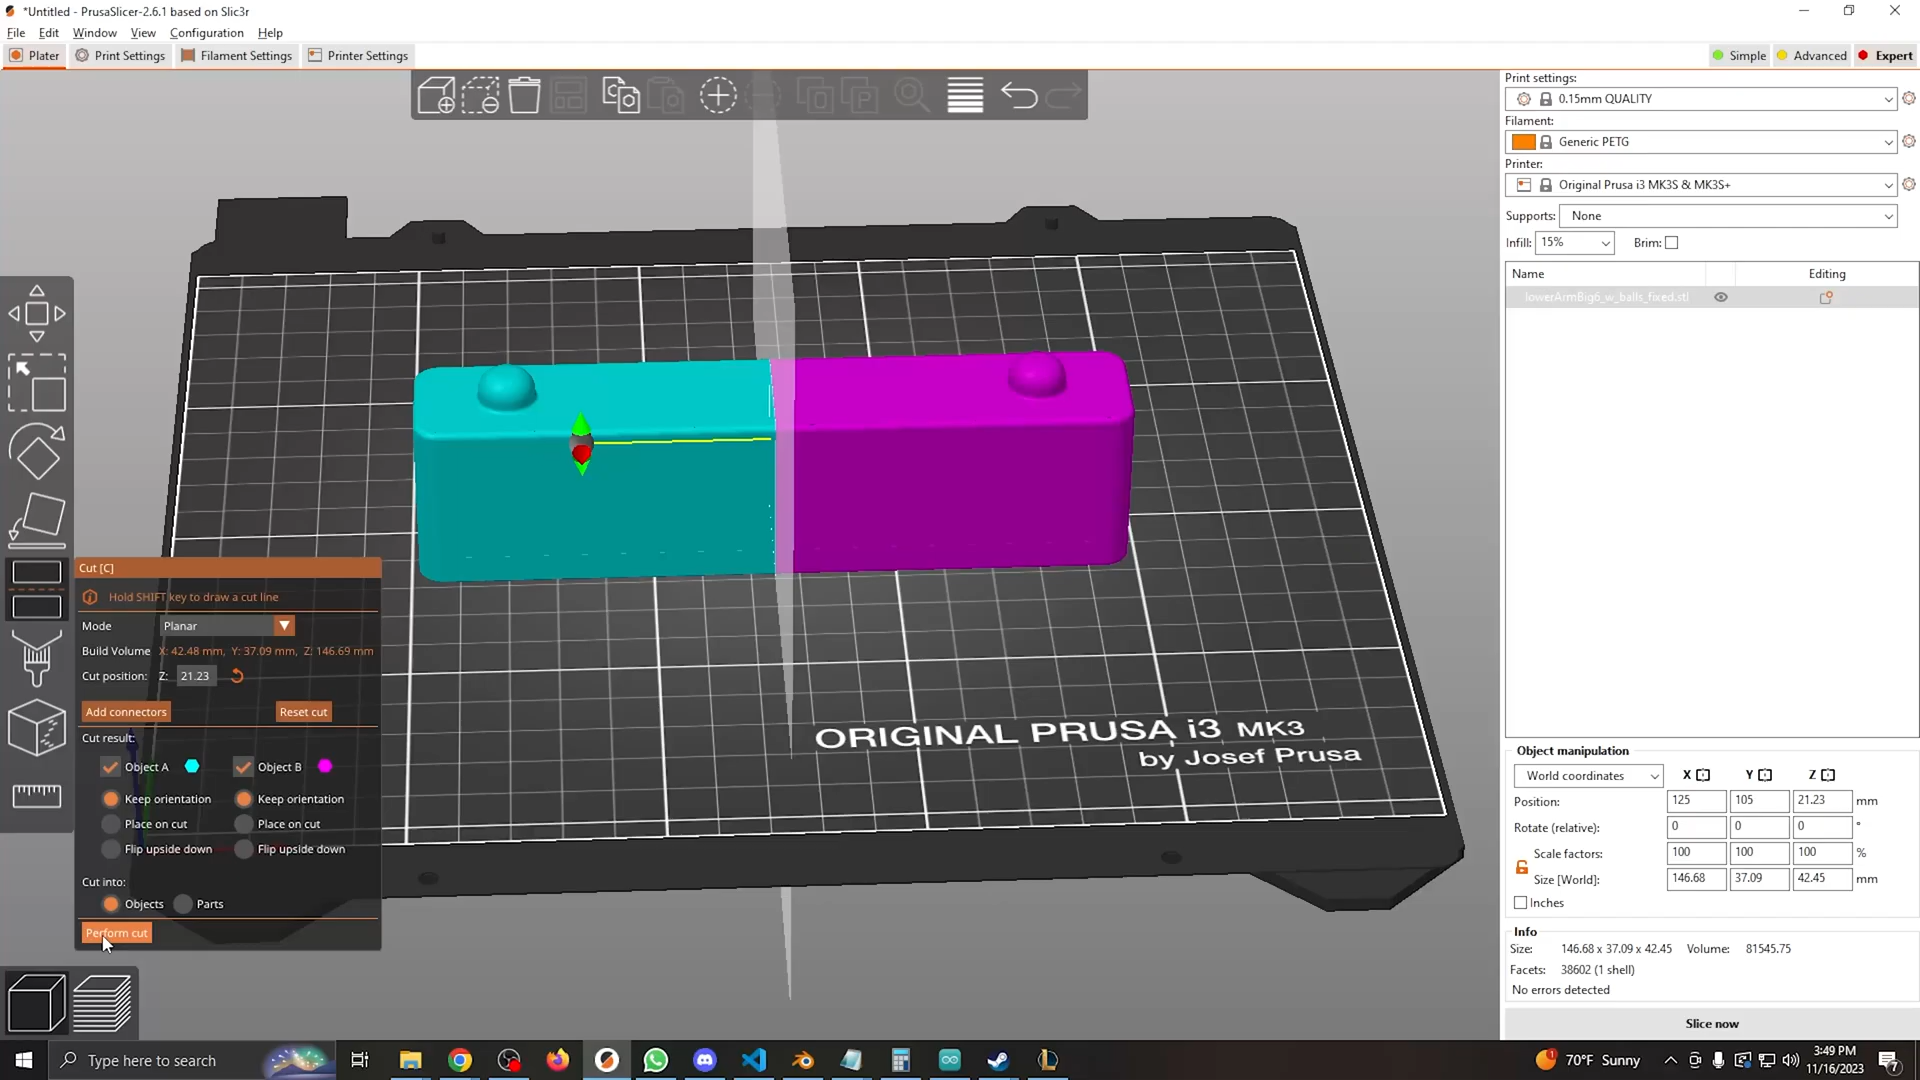 *Untitled - PrusaSlicer-2.6.1 based on Slic3r
File Edit Window View Configuration Help
Plater Print Settings Filament Settings Printer Settings Simple Advanced Expert
Print settings:
0.15mm QUALITY
Filament:
Generic PETG
Printer:
Original Prusa i3 MK3S & MK3S+
Supports: None
Infill: 15% Brim:
Name Editing
lowerArmBig6_w_balls_fixed.stl
Cut [C]
Hold SHIFT key to draw a cut line
Mode Planar
Build Volume X: 42.48 mm, Y: 37.09 mm, Z: 146.69 mm
Cut position: Z: 21.23
Add connectors Reset cut
Cut result:
Object A Object B
Keep orientation Keep orientation
Place on cut Place on cut
Flip upside down Flip upside down
Cut into:
Objects Parts
Perform cut
ORIGINAL PRUSA i3 MK3
by Josef Prusa
Object manipulation
World coordinates X Y Z
Position: 125 105 21.23 mm
Rotate (relative): 0 0 0 °
Scale factors: 100 100 100 %
Size [World]: 146.68 37.09 42.45 mm
Inches
Info
Size: 146.68 x 37.09 x 42.45 Volume: 81545.75
Facets: 38602 (1 shell)
No errors detected
Slice now
Type here to search
1
70°F Sunny
3:49 PM
11/16/2023
7